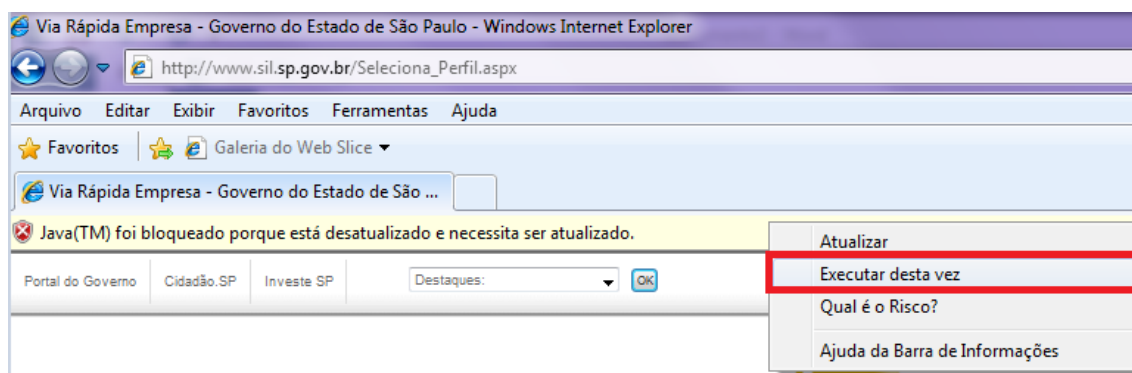 Via Rápida Empresa - Governo do Estado de São Paulo - Windows Internet Explorer
http://www.sil.sp.gov.br/Seleciona_Perfil.aspx
Arquivo Editar Exibir Favoritos Ferramentas Ajuda
Favoritos Galeria do Web Slice
Via Rápida Empresa - Governo do Estado de São ...
Java(TM) foi bloqueado porque está desatualizado e necessita ser atualizado.
Atualizar
Portal do Governo Cidadão.SP Investe SP Destaques: OK
Executar desta vez
Qual é o Risco?
Ajuda da Barra de Informações